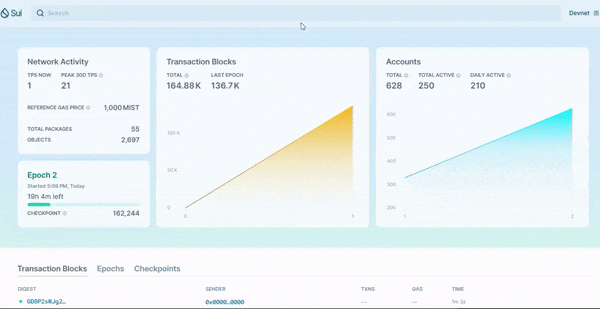 Sui
Search
Devnet
Network Activity
TPS NOW
PEAK 30D TPS
1
21
REFERENCE GAS PRICE
1,000 MIST
TOTAL PACKAGES
55
OBJECTS
2,697
Epoch 2
Started 5:09 PM, Today
19h 4m left
CHECKPOINT
162,244
Transaction Blocks
TOTAL
LAST EPOCH
164.88K
136.7K
100 K
50 K
0
0
1
Accounts
TOTAL
TOTAL ACTIVE
DAILY ACTIVE
628
250
210
600
500
400
300
200
1
2
Transaction Blocks
Epochs
Checkpoints
DIGEST
SENDER
TXNS
GAS
TIME
GD8P2sWJg2…
0x0000…0000
--
--
1m 3s